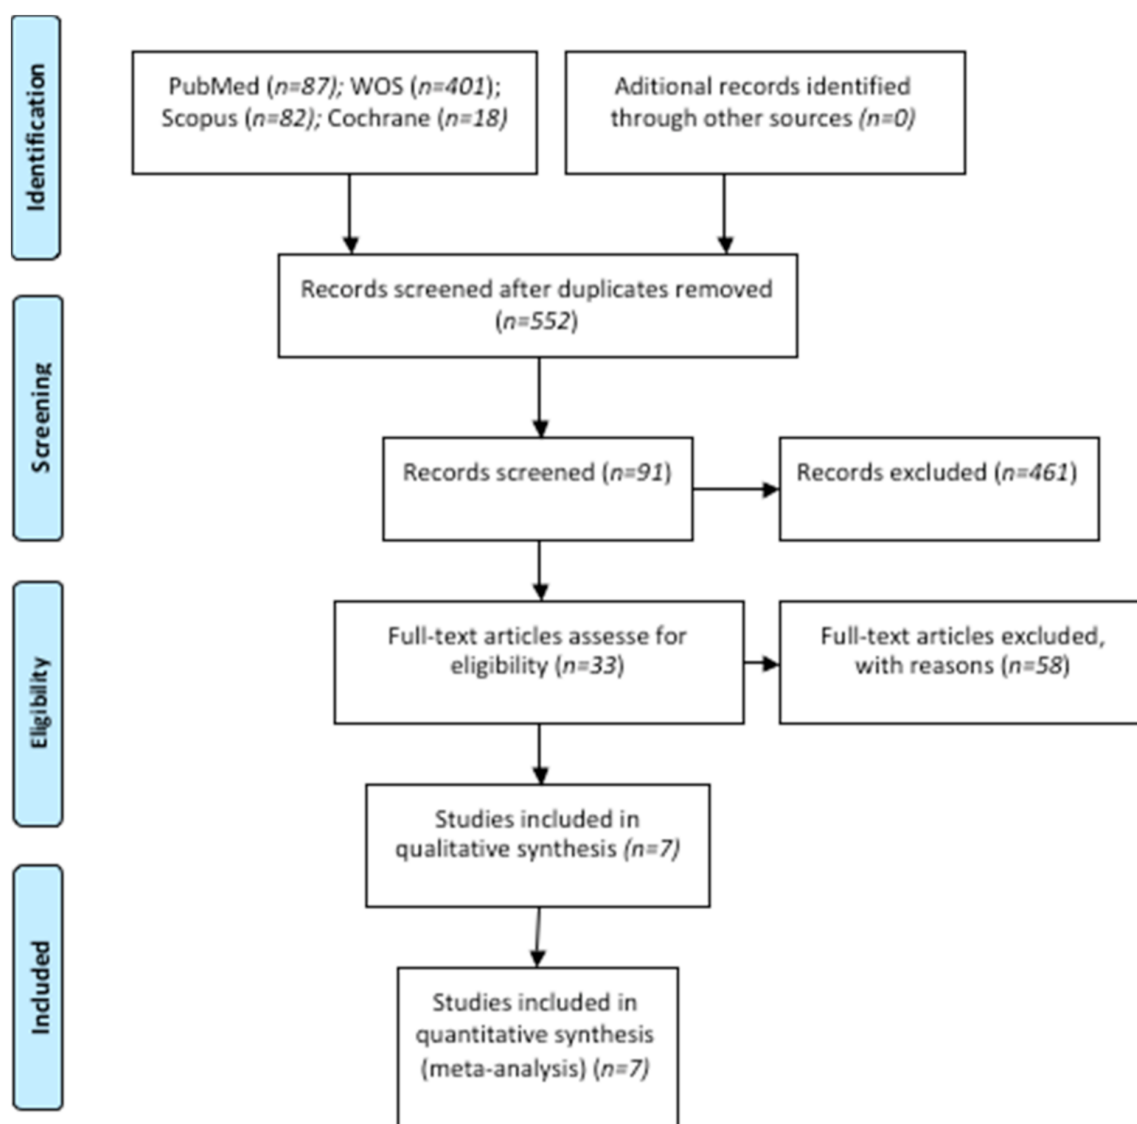 Identification
PubMed (n=87); WOS (n=401);
Scopus (n=82); Cochrane (n=18)
Aditional records identified
through other sources (n=0)
Records screened after duplicates removed
(n=552)
Screening
Records screened (n=91)
Records excluded (n=461)
Eligibility
Full-text articles assesse for
eligibility (n=33)
Full-text articles excluded,
with reasons (n=58)
Studies included in
qualitative synthesis (n=7)
Included
Studies included in
quantitative synthesis
(meta-analysis) (n=7)